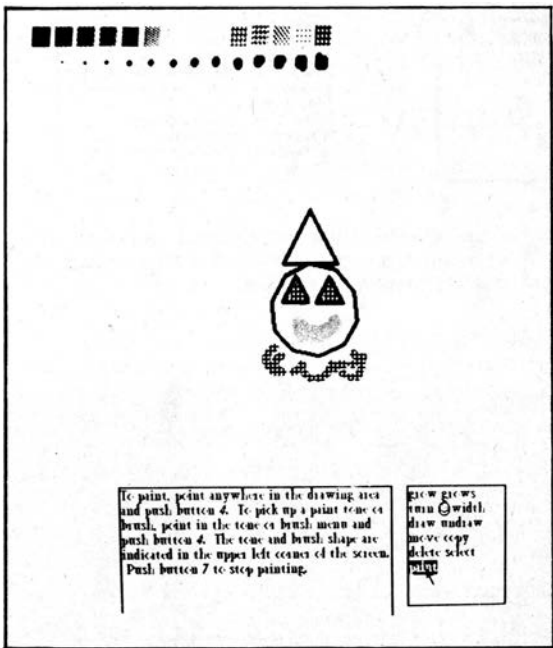 To paint, point anywhere in the drawing area
and push button 4. To pick up a paint tone or
brush, point in the tone or brush menu and
push button 4. The tone and brush shape are
indicated in the upper left corner of the screen.
Push button 7 to stop painting.
grow grows
turn width
draw undraw
move copy
delete select
paint